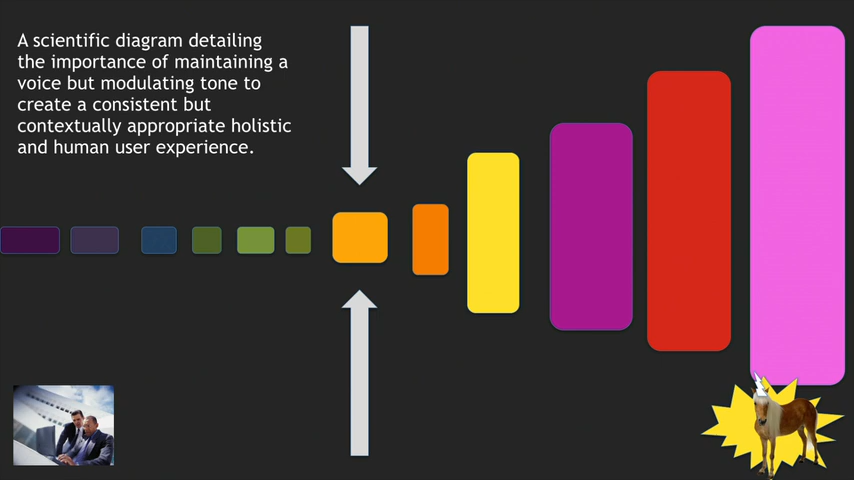 A scientific diagram detailing
the importance of maintaining a
voice but modulating tone to
create a consistent but
contextually appropriate holistic
and human user experience.